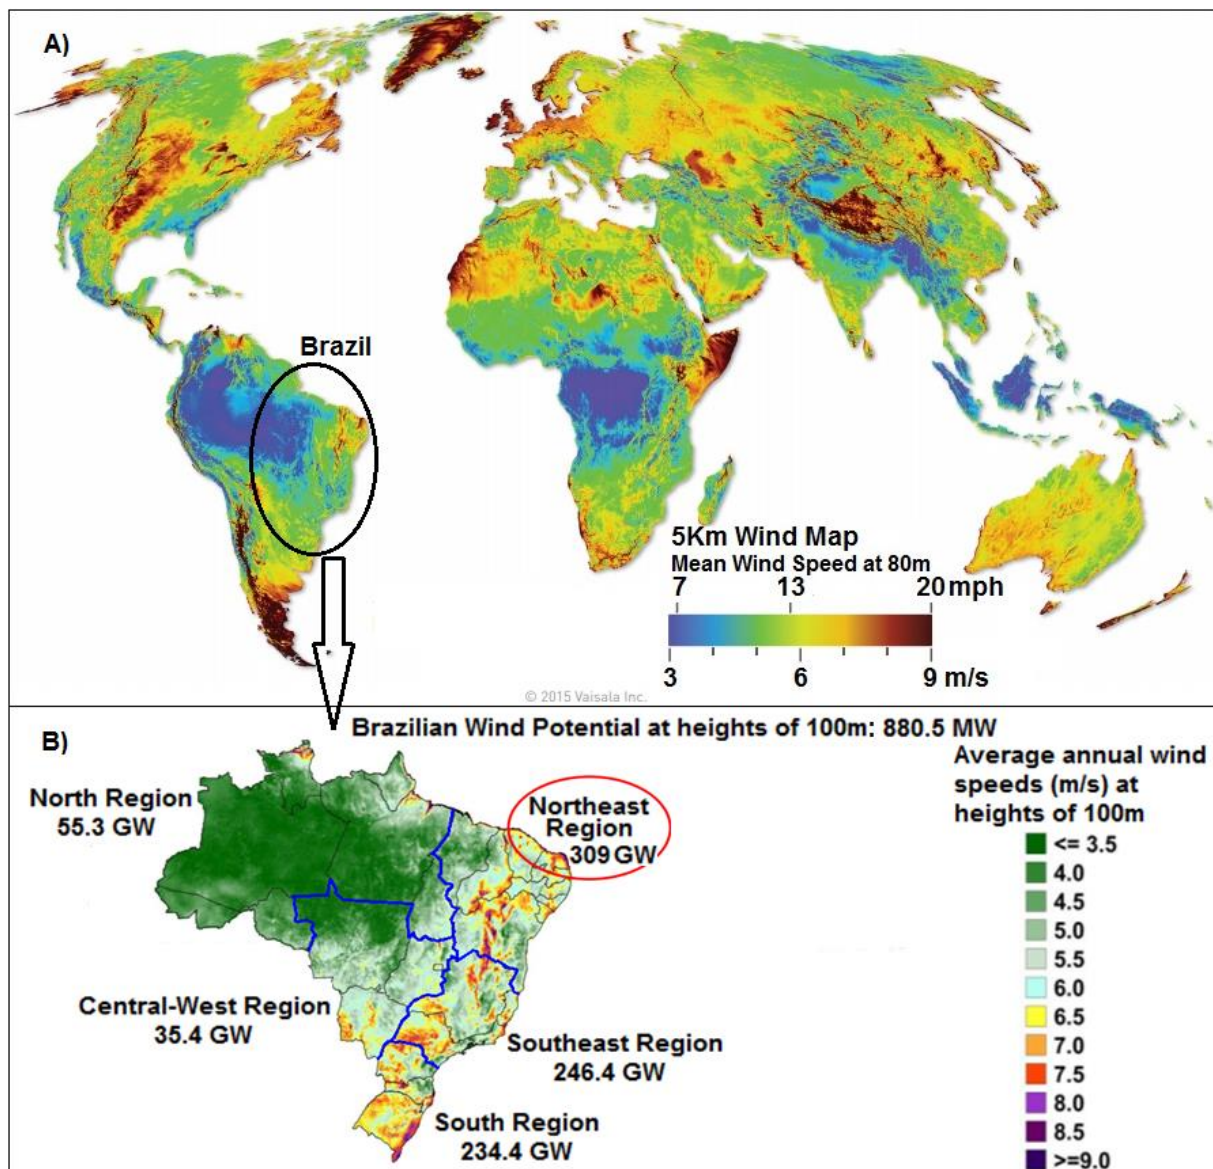 A)
Brazil
5Km Wind Map
Mean Wind Speed at 80m
7 13 20 mph
3 6 9 m/s
© 2015 Vaisala Inc.
B)
Brazilian Wind Potential at heights of 100m: 880.5 MW
North Region
55.3 GW
Northeast
Region
309 GW
Central-West Region
35.4 GW
Southeast Region
246.4 GW
South Region
234.4 GW
Average annual wind
speeds (m/s) at
heights of 100m
<= 3.5
4.0
4.5
5.0
5.5
6.0
6.5
7.0
7.5
8.0
8.5
>=9.0